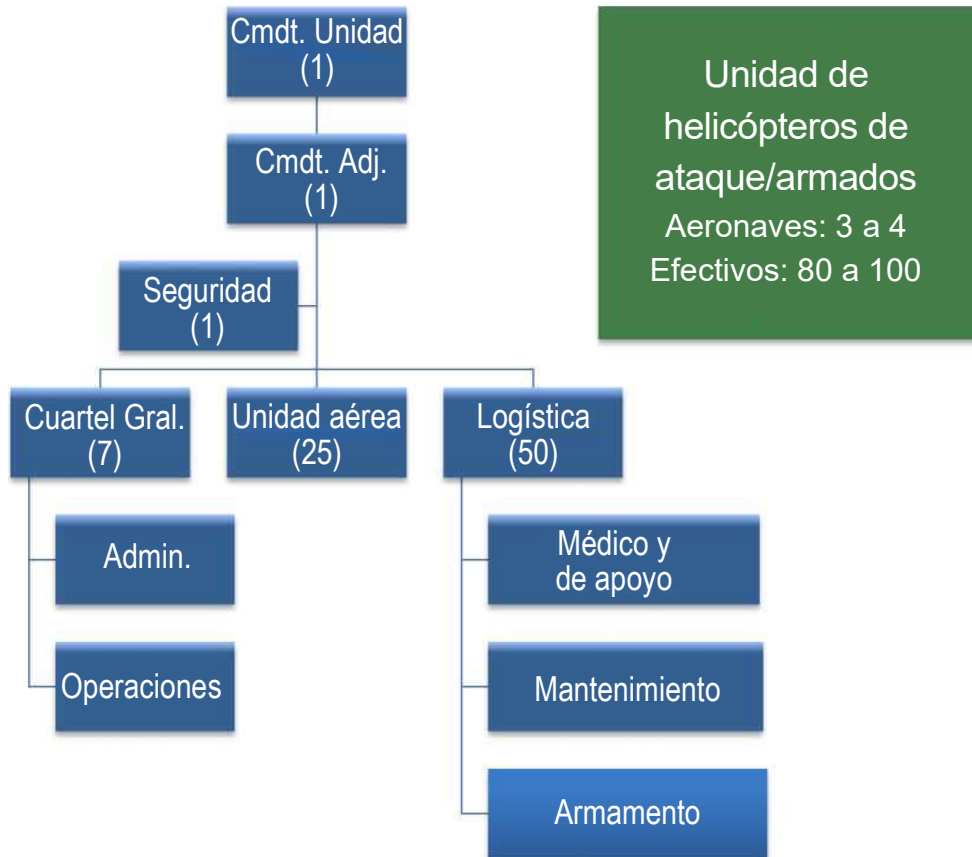 Cmdt. Unidad
(1)
Unidad de
helicópteros de
ataque/armados
Aeronaves: 3 a 4
Efectivos: 80 a 100
Cmdt. Adj.
(1)
Seguridad
(1)
Cuartel Gral.
(7)
Unidad aérea
(25)
Logística
(50)
Admin.
Operaciones
Médico y
de apoyo
Mantenimiento
Armamento